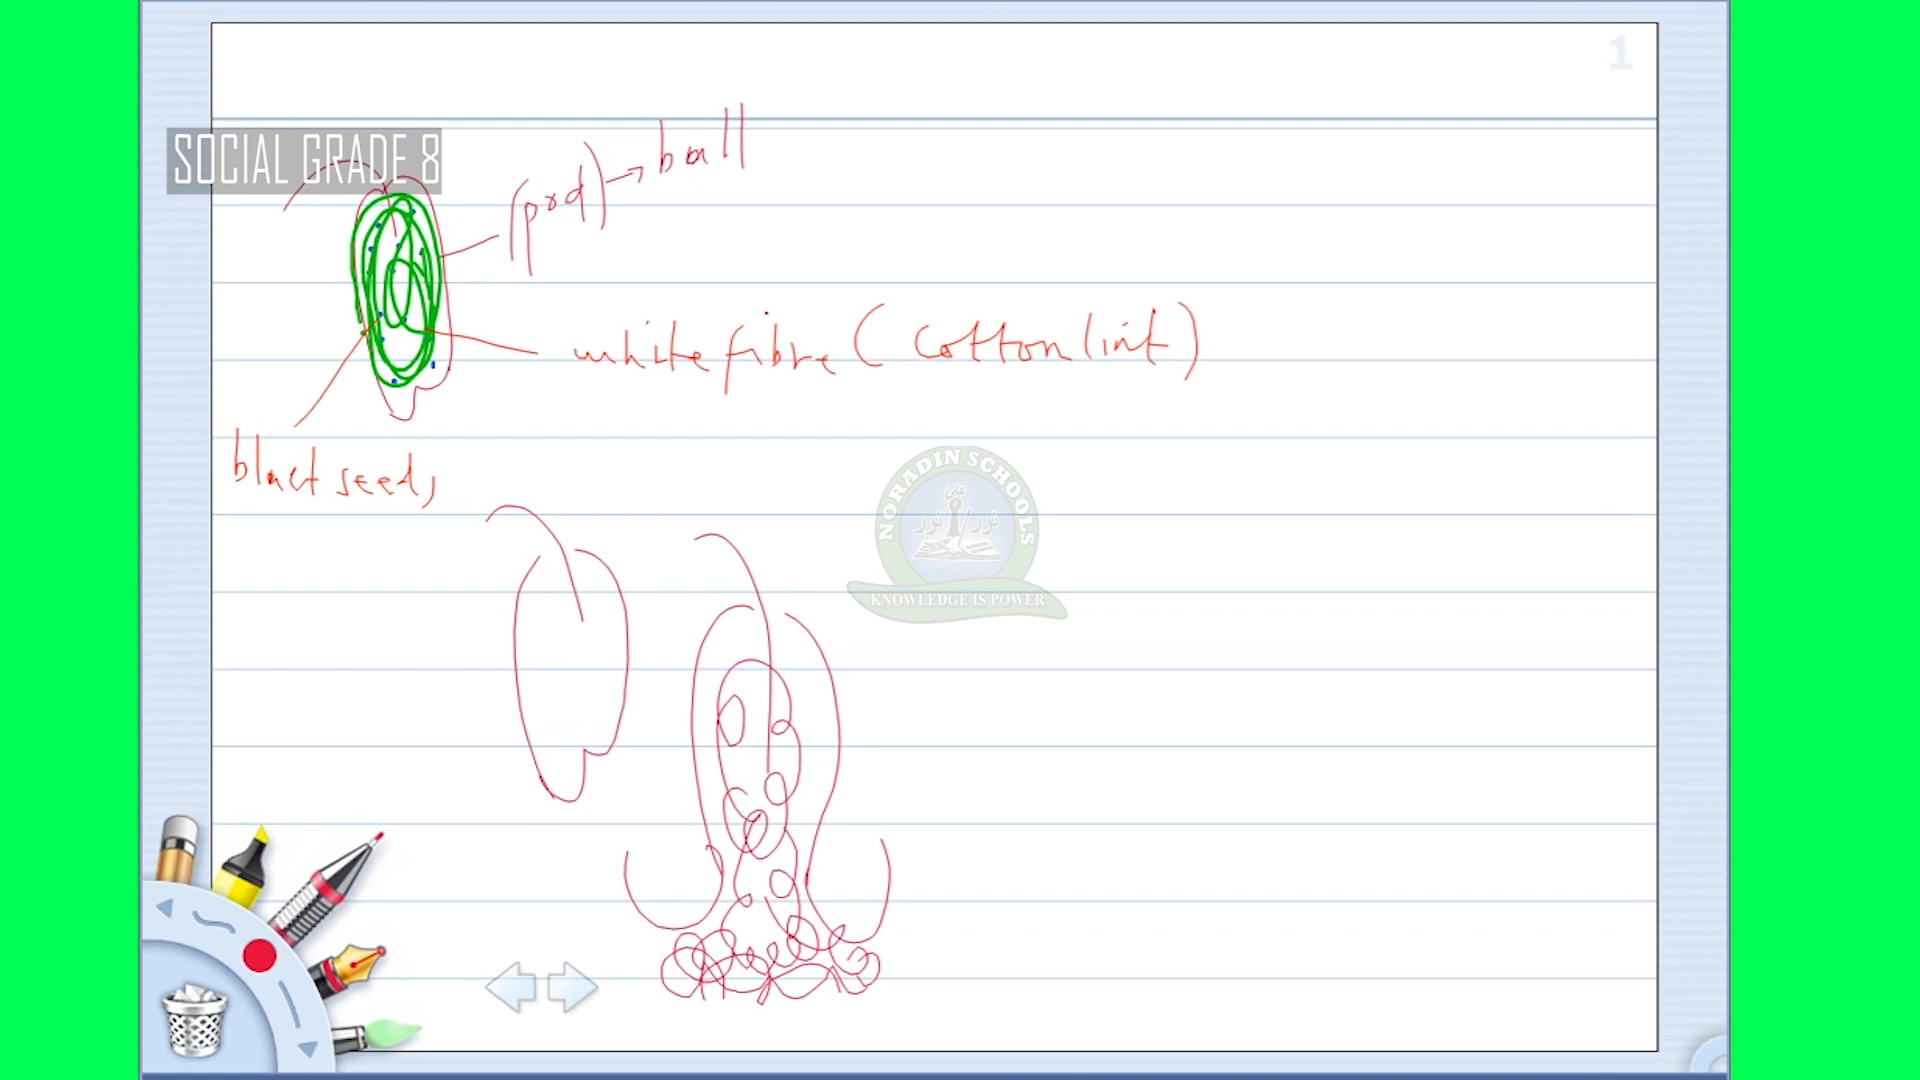 1
SOCIAL GRADE 8
(pod) → ball
white fibre (cotton lint)
black seeds
NORADIN SCHOOLS
KNOWLEDGE IS POWER